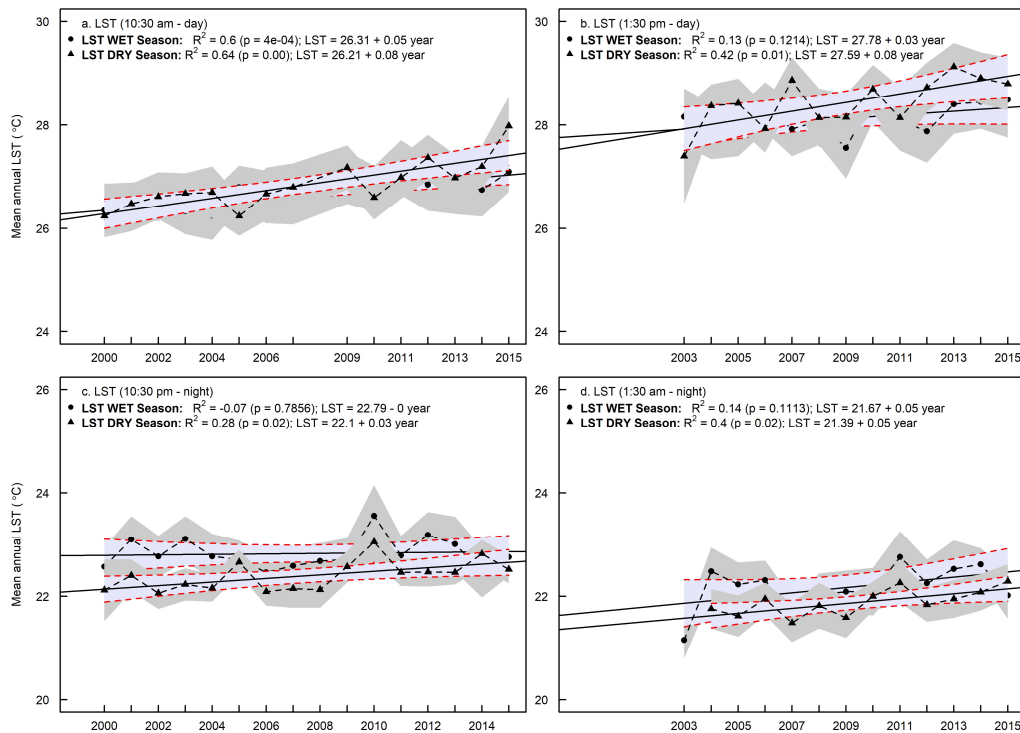 a. LST (10:30 am - day)
LST WET Season: R² = 0.6 (p = 4e-04); LST = 26.31 + 0.05 year
LST DRY Season: R² = 0.64 (p = 0.00); LST = 26.21 + 0.08 year
30
28
26
24
Mean annual LST ( °C)
2000 2002 2004 2006 2009 2011 2013 2015
b. LST (1:30 pm - day)
LST WET Season: R² = 0.13 (p = 0.1214); LST = 27.78 + 0.03 year
LST DRY Season: R² = 0.42 (p = 0.01); LST = 27.59 + 0.08 year
30
28
26
24
2003 2005 2007 2009 2011 2013 2015
c. LST (10:30 pm - night)
LST WET Season: R² = -0.07 (p = 0.7856); LST = 22.79 - 0 year
LST DRY Season: R² = 0.28 (p = 0.02); LST = 22.1 + 0.03 year
26
24
22
20
Mean annual LST ( °C)
2000 2002 2004 2006 2008 2010 2012 2014
d. LST (1:30 am - night)
LST WET Season: R² = 0.14 (p = 0.1113); LST = 21.67 + 0.05 year
LST DRY Season: R² = 0.4 (p = 0.02); LST = 21.39 + 0.05 year
26
24
22
20
2003 2005 2007 2009 2011 2013 2015